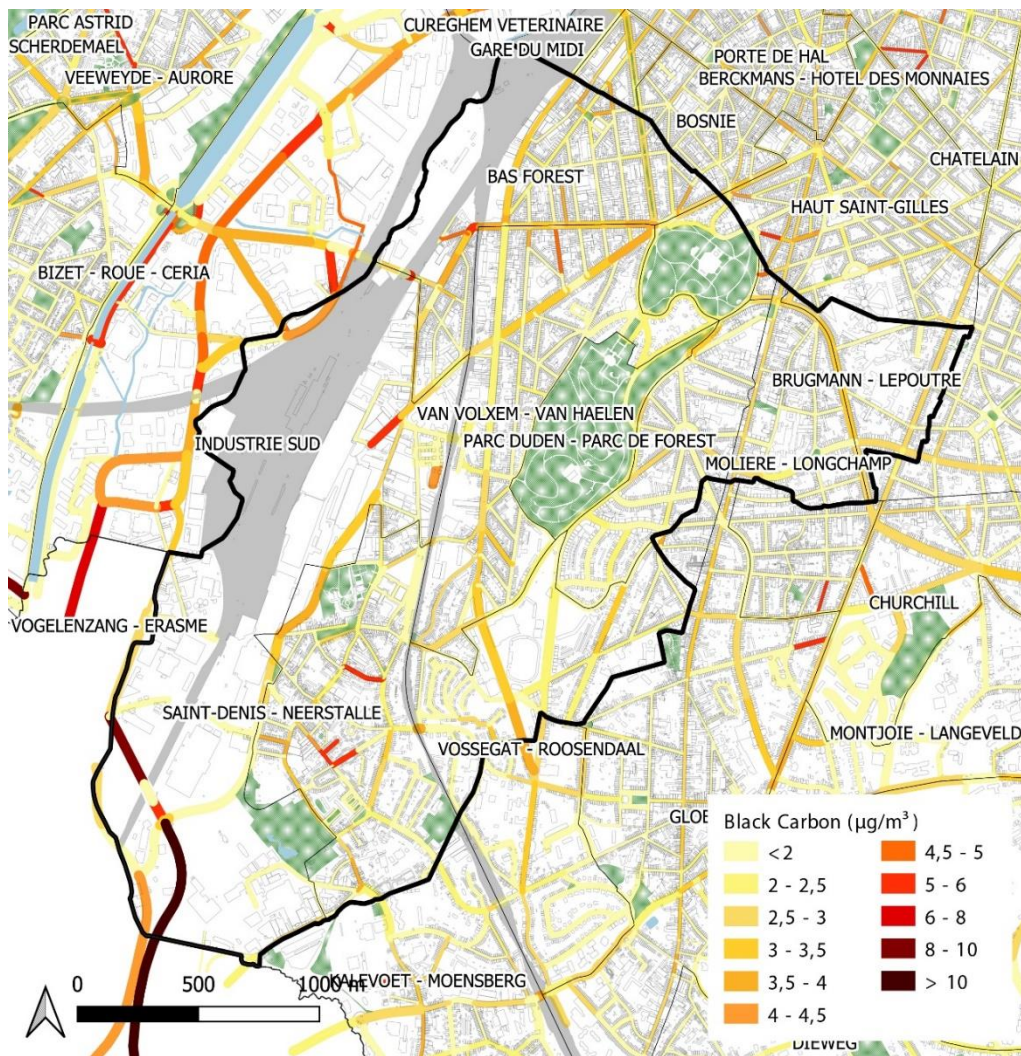 PARC ASTRID
CUREGHEM VETERINAIRE
SCHERDEMAEL
GARE DU MIDI
PORTE DE HAL
VEEWEYDE - AURORE
BERCKMANS - HOTEL DES MONNAIES
BOSNIE
CHATELAIN
BAS FOREST
HAUT SAINT-GILLES
BIZET - ROUE - CERIA
BRUGMANN - LEPOUTRE
VAN VOLXEM - VAN HAELEN
INDUSTRIE SUD
PARC DUDEN - PARC DE FOREST
MOLIERE - LONGCHAMP
CHURCHILL
VOGELENZANG - ERASME
SAINT-DENIS - NEERSTALLE
MONTJOIE - LANGEVELD
VOSSEGAT - ROOSENDAAL
GLOB
Black Carbon (µg/m³)
<2
2 - 2,5
2,5 - 3
3 - 3,5
3,5 - 4
4 - 4,5
4,5 - 5
5 - 6
6 - 8
8 - 10
> 10
KALEVOET - MOENSBERG
0 500 1000 m
DIEWEG